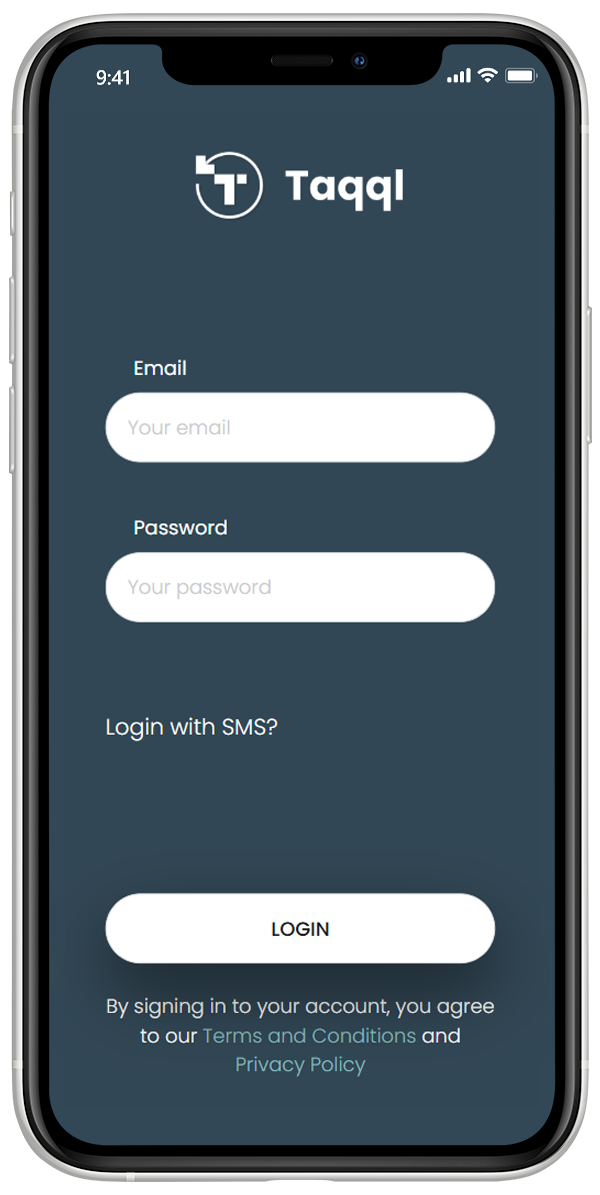 9:41
Taqql
Email
Your email
Password
Your password
Login with SMS?
LOGIN
By signing in to your account, you agree
to our Terms and Conditions and
Privacy Policy